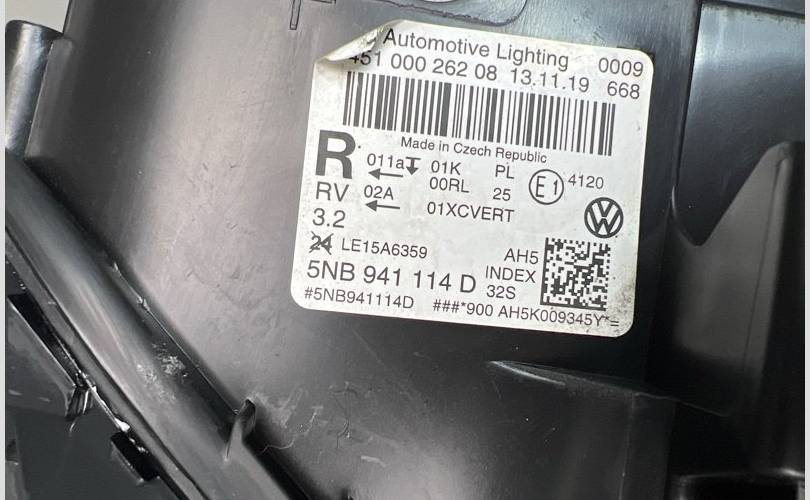 Automotive Lighting 0009
451 000 262 08 13.11.19 668
Made in Czech Republic
R 011a 01K PL E1 4120
00RL 25
RV 02A 01XCVERT
3.2
24 LE15A6359 AH5
5NB 941 114 D INDEX
32S
#5NB941114D ###*900 AH5K009345Y*=